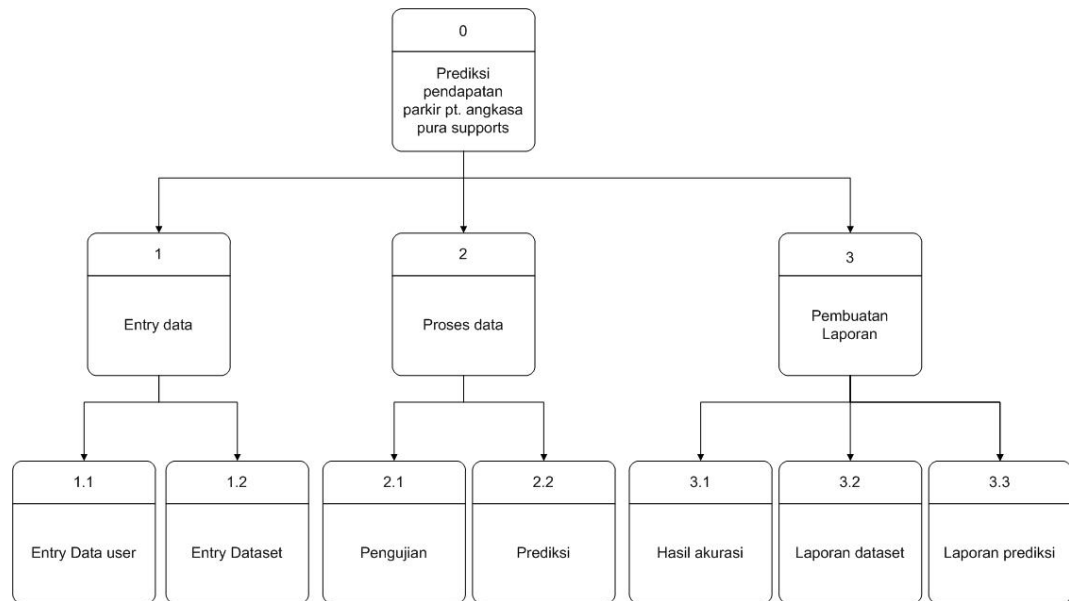 0
Prediksi
pendapatan
parkir pt. angkasa
pura supports
1
Entry data
2
Proses data
3
Pembuatan
Laporan
1.1
Entry Data user
1.2
Entry Dataset
2.1
Pengujian
2.2
Prediksi
3.1
Hasil akurasi
3.2
Laporan dataset
3.3
Laporan prediksi